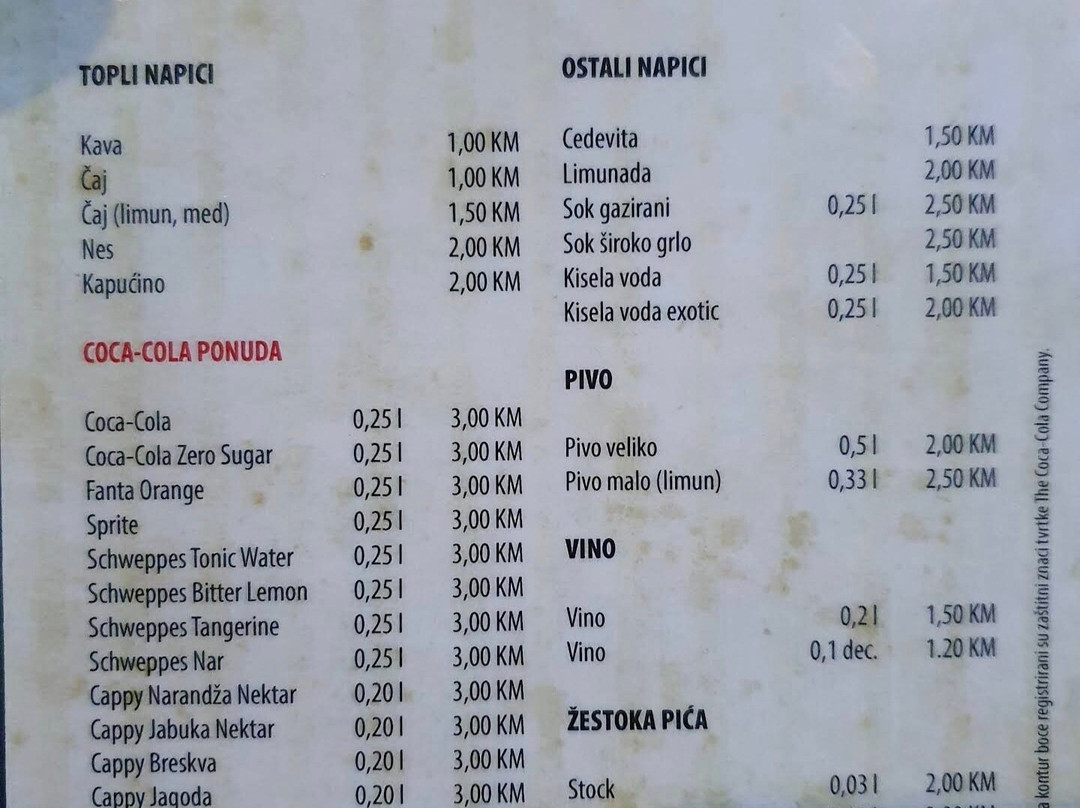 TOPLI NAPICI
Kava 1,00 KM
Čaj 1,00 KM
Čaj (limun, med) 1,50 KM
Nes 2,00 KM
Kapućino 2,00 KM
COCA-COLA PONUDA
Coca-Cola 0,25 l 3,00 KM
Coca-Cola Zero Sugar 0,25 l 3,00 KM
Fanta Orange 0,25 l 3,00 KM
Sprite 0,25 l 3,00 KM
Schweppes Tonic Water 0,25 l 3,00 KM
Schweppes Bitter Lemon 0,25 l 3,00 KM
Schweppes Tangerine 0,25 l 3,00 KM
Schweppes Nar 0,25 l 3,00 KM
Cappy Narandža Nektar 0,20 l 3,00 KM
Cappy Jabuka Nektar 0,20 l 3,00 KM
Cappy Breskva 0,20 l 3,00 KM
Cappy Jagoda 0,20 l 3,00 KM
OSTALI NAPICI
Cedevita 1,50 KM
Limunada 2,00 KM
Sok gazirani 0,25 l 2,50 KM
Sok široko grlo 2,50 KM
Kisela voda 0,25 l 1,50 KM
Kisela voda exotic 0,25 l 2,00 KM
PIVO
Pivo veliko 0,5 l 2,00 KM
Pivo malo (limun) 0,33 l 2,50 KM
VINO
Vino 0,2 l 1,50 KM
Vino 0,1 dec. 1.20 KM
ŽESTOKA PIĆA
Stock 0,03 l 2,00 KM
kontur boce registrirani su zaštitni znaci tvrtke The Coca-Cola Company.